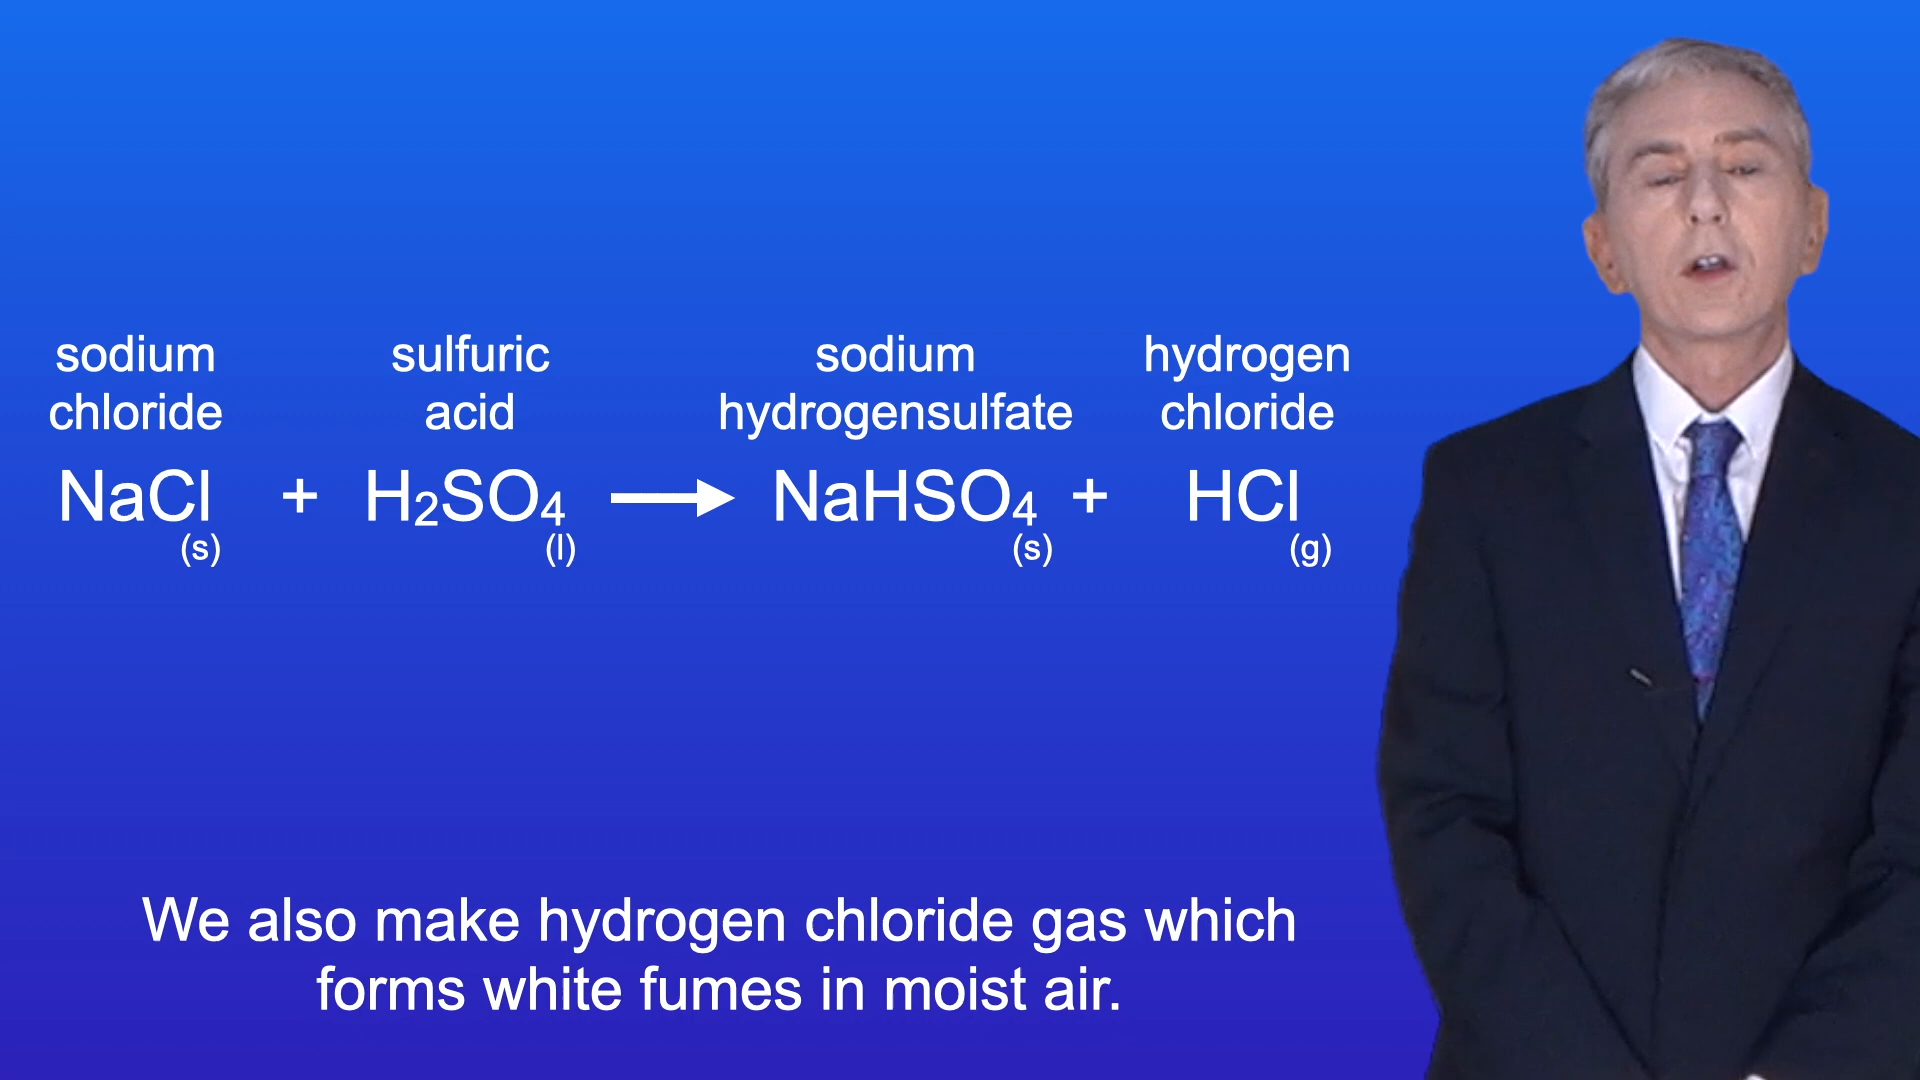 sodium chloride + sulfuric acid → sodium hydrogensulfate + hydrogen chloride
NaCl(s) + H₂SO₄(l) → NaHSO₄(s) + HCl(g)
We also make hydrogen chloride gas which
forms white fumes in moist air.